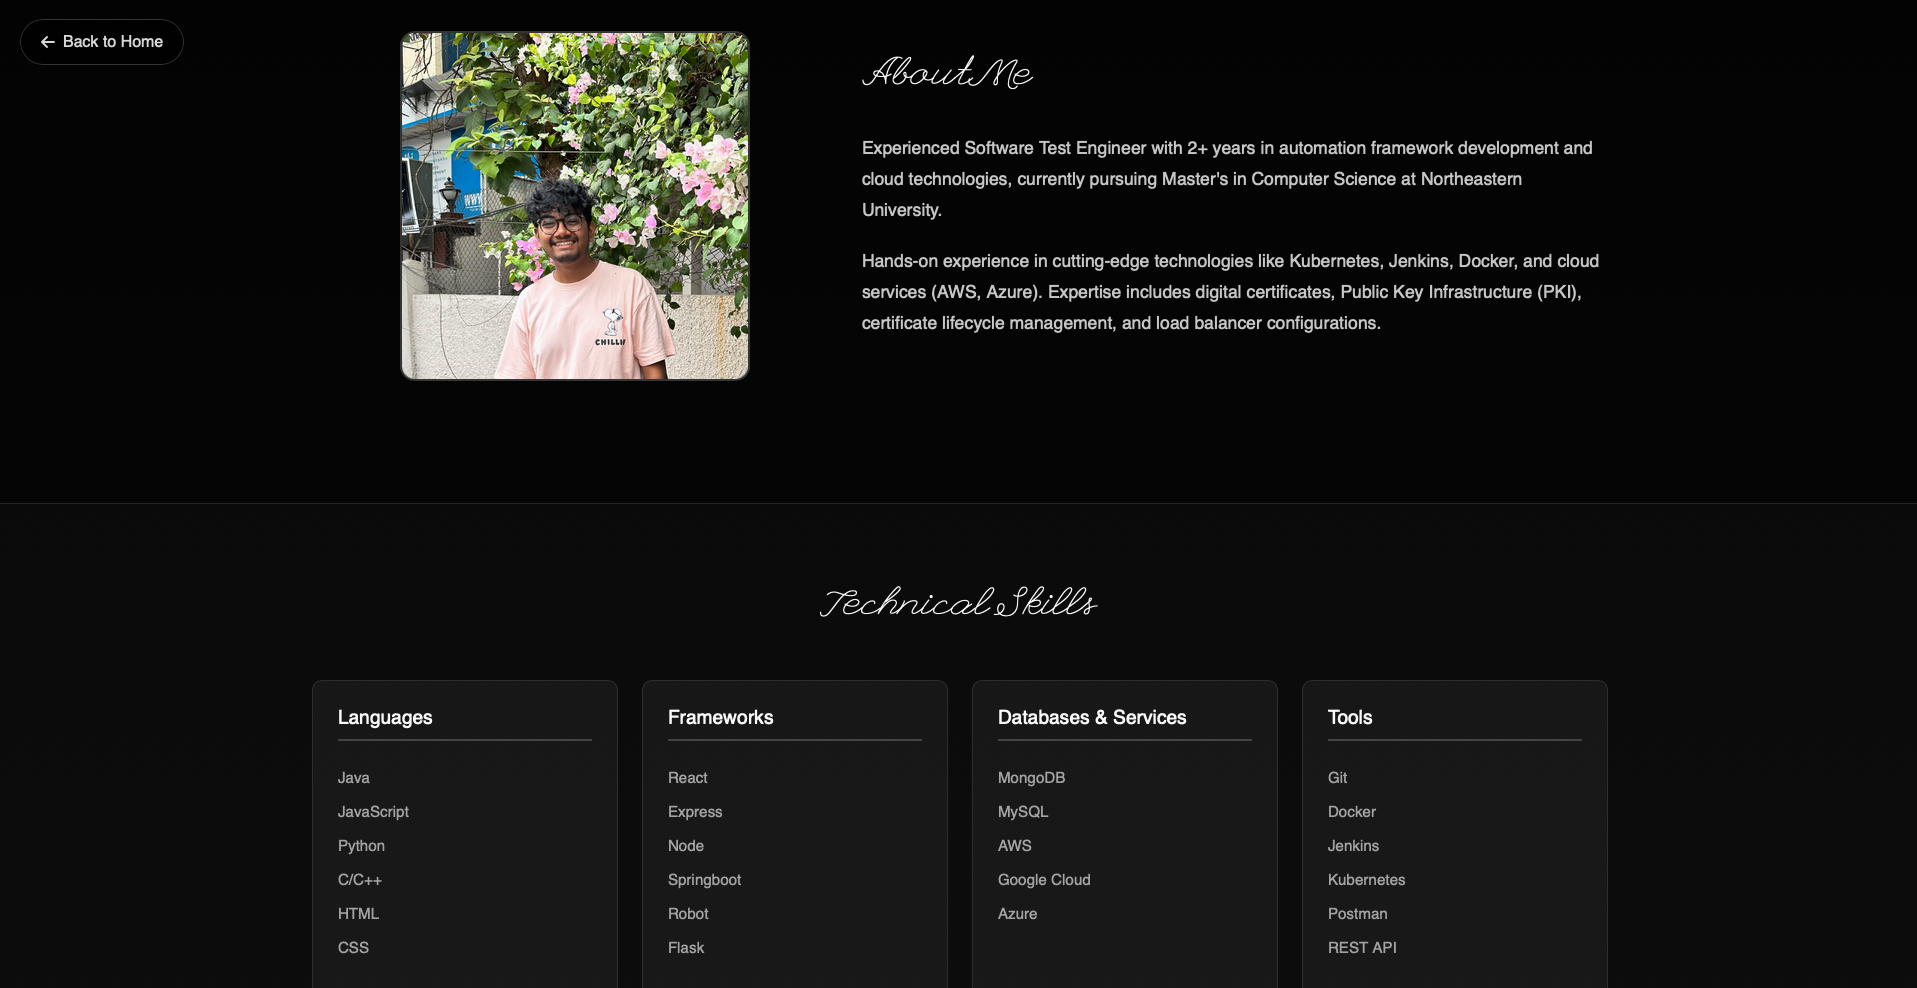 Back to Home
About Me
Experienced Software Test Engineer with 2+ years in automation framework development and
cloud technologies, currently pursuing Master's in Computer Science at Northeastern
University.
Hands-on experience in cutting-edge technologies like Kubernetes, Jenkins, Docker, and cloud
services (AWS, Azure). Expertise includes digital certificates, Public Key Infrastructure (PKI),
certificate lifecycle management, and load balancer configurations.
CHILLIN
Technical Skills
Languages
Java
JavaScript
Python
C/C++
HTML
CSS
Frameworks
React
Express
Node
Springboot
Robot
Flask
Databases & Services
MongoDB
MySQL
AWS
Google Cloud
Azure
Tools
Git
Docker
Jenkins
Kubernetes
Postman
REST API